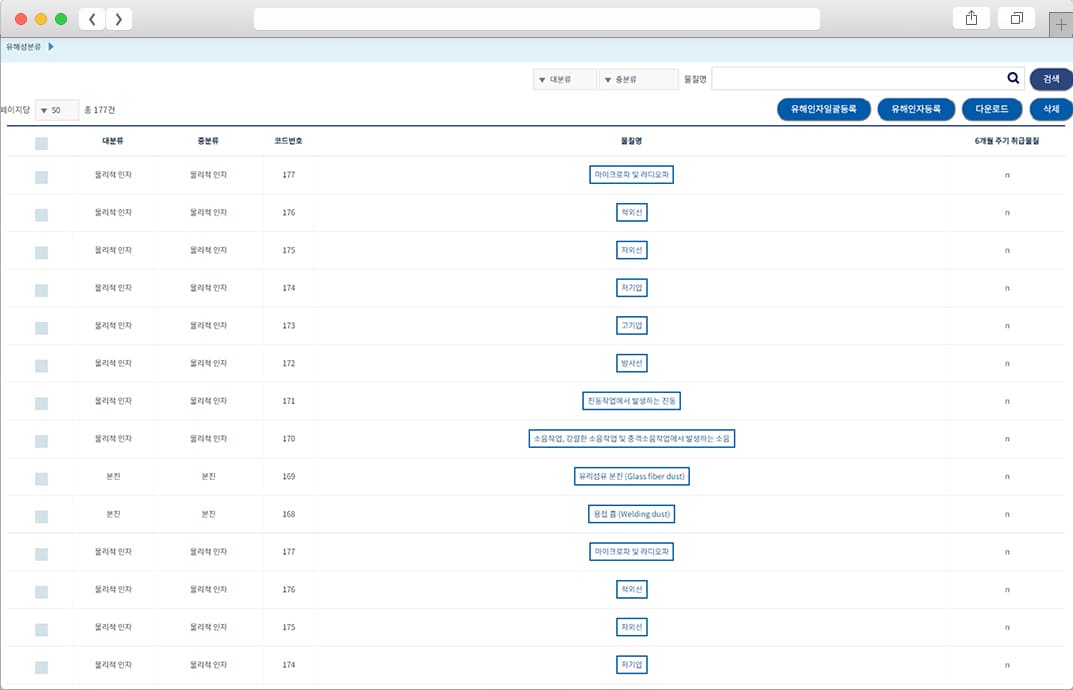 유해성분류
대분류 중분류 물질명 검색
페이지당 50 총 177건 유해인자일괄등록 유해인자등록 다운로드 삭제
대분류 중분류 코드번호 물질명 6개월 주기 취급물질
물리적 인자 물리적 인자 177 마이크로파 및 라디오파 n
물리적 인자 물리적 인자 176 적외선 n
물리적 인자 물리적 인자 175 자외선 n
물리적 인자 물리적 인자 174 저기압 n
물리적 인자 물리적 인자 173 고기압 n
물리적 인자 물리적 인자 172 방사선 n
물리적 인자 물리적 인자 171 진동작업에서 발생하는 진동 n
물리적 인자 물리적 인자 170 소음작업, 강렬한 소음작업 및 충격소음작업에서 발생하는 소음 n
분진 분진 169 유리섬유 분진 (Glass fiber dust) n
분진 분진 168 용접 흄 (Welding dust) n
물리적 인자 물리적 인자 177 마이크로파 및 라디오파 n
물리적 인자 물리적 인자 176 적외선 n
물리적 인자 물리적 인자 175 자외선 n
물리적 인자 물리적 인자 174 저기압 n